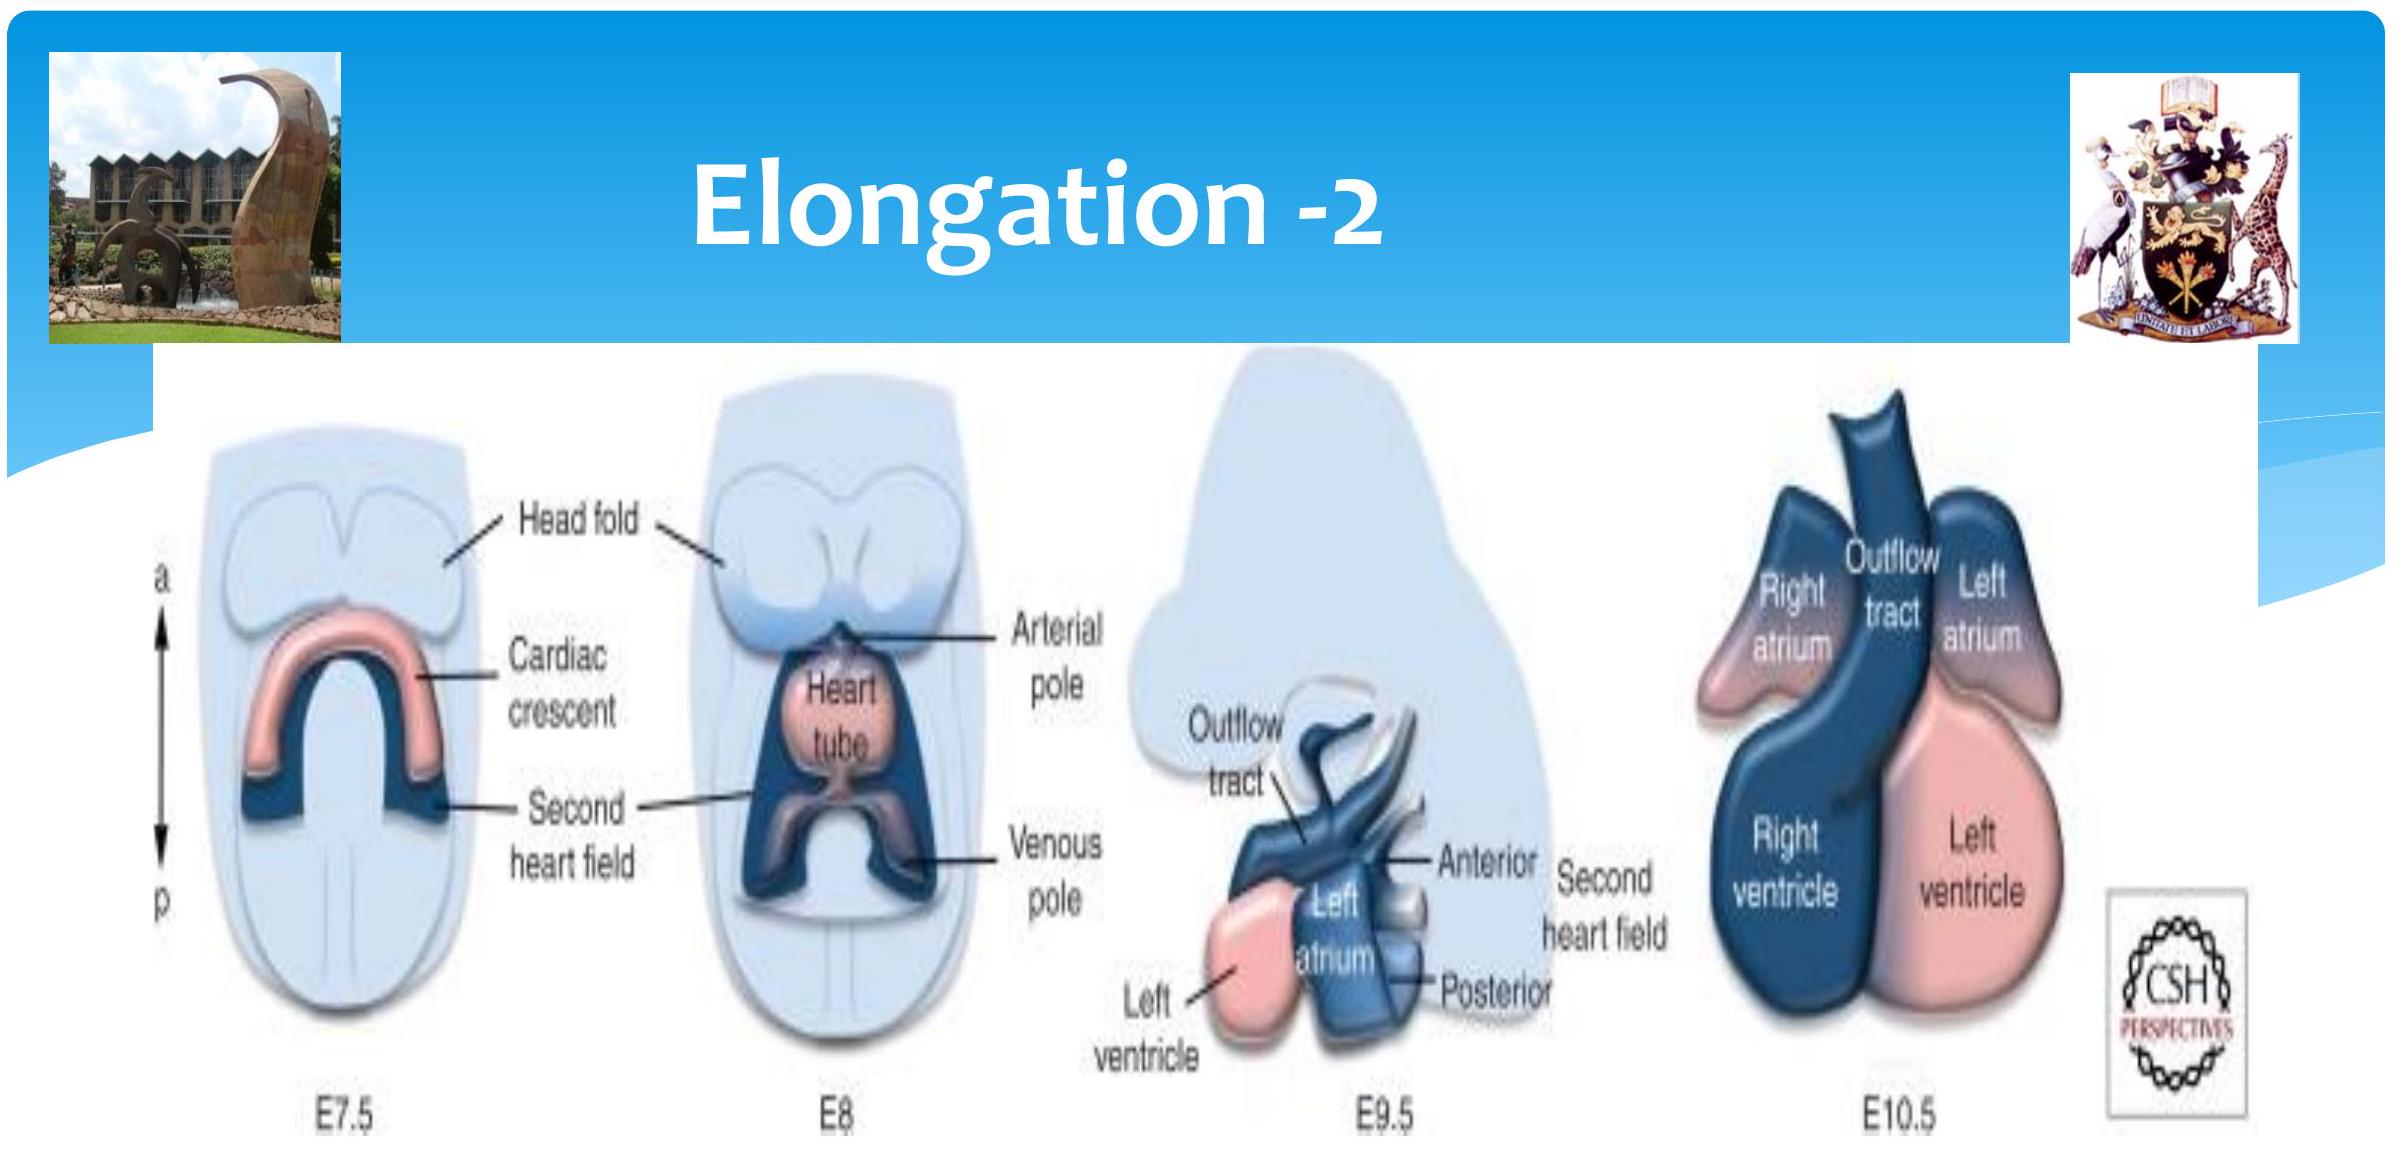 Elongation -2
UNITATE ET LABORE
a
p
Head fold
Cardiac
crescent
Second
heart field
E7.5
Heart
tube
Arterial
pole
Venous
pole
E8
Outflow
tract
Left
atrium
Left
ventricle
Anterior
Posterior
Second
heart field
E9.5
Right
atrium
Outflow
tract
Left
atrium
Right
ventricle
Left
ventricle
E10.5
CSH
PERSPECTIVES